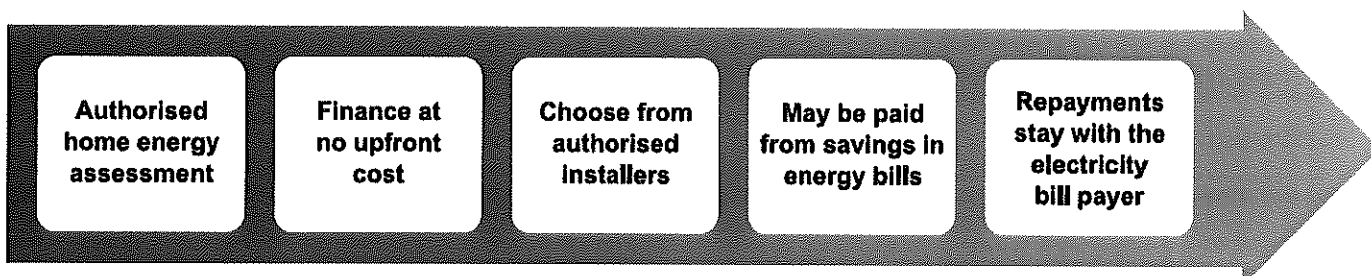 Authorised
home energy
assessment
Finance at
no upfront
cost
Choose from
authorised
installers
May be paid
from savings in
energy bills
Repayments
stay with the
electricity
bill payer